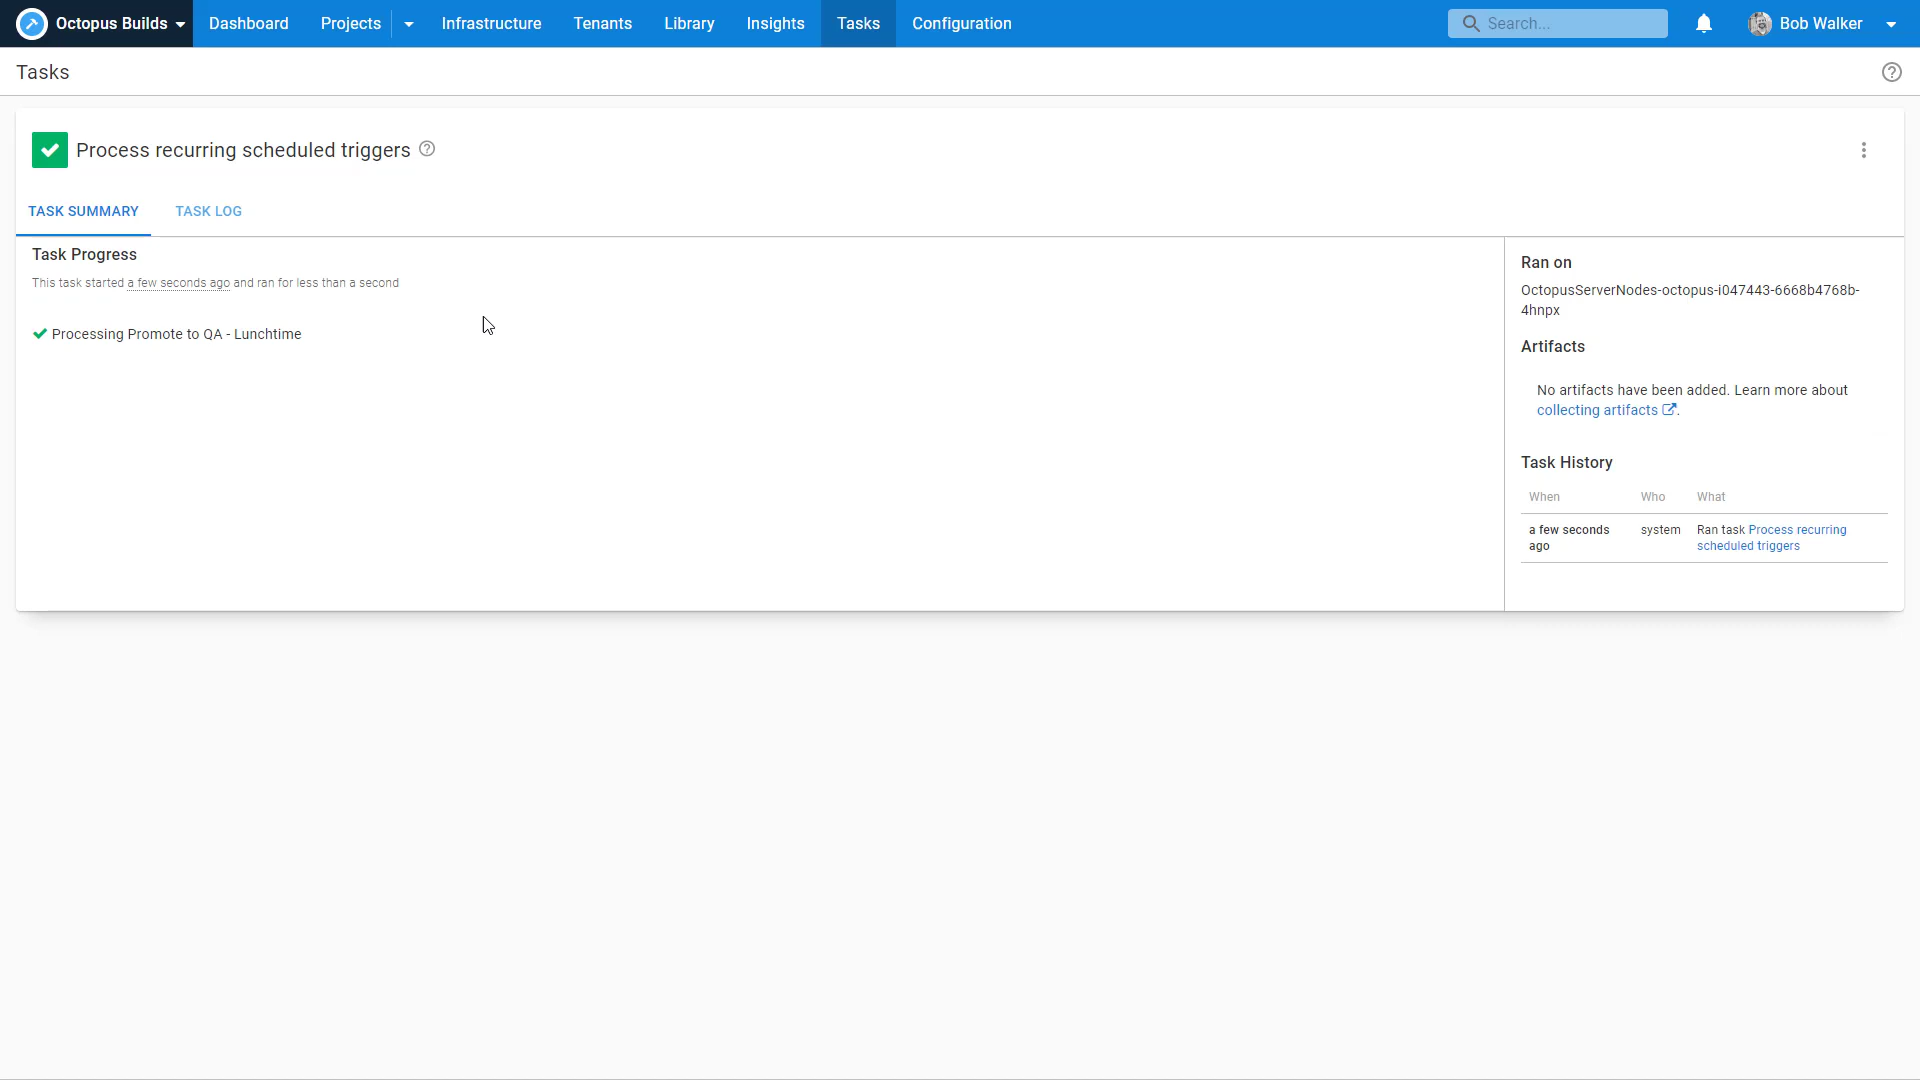 Octopus Builds Dashboard Projects Infrastructure Tenants Library Insights Tasks Configuration Search... Bob Walker
Tasks
Process recurring scheduled triggers
TASK SUMMARY TASK LOG
Task Progress
This task started a few seconds ago and ran for less than a second
Processing Promote to QA - Lunchtime
Ran on
OctopusServerNodes-octopus-i047443-6668b4768b-
4hnpx
Artifacts
No artifacts have been added. Learn more about
collecting artifacts.
Task History
When Who What
a few seconds system Ran task Process recurring
ago scheduled triggers